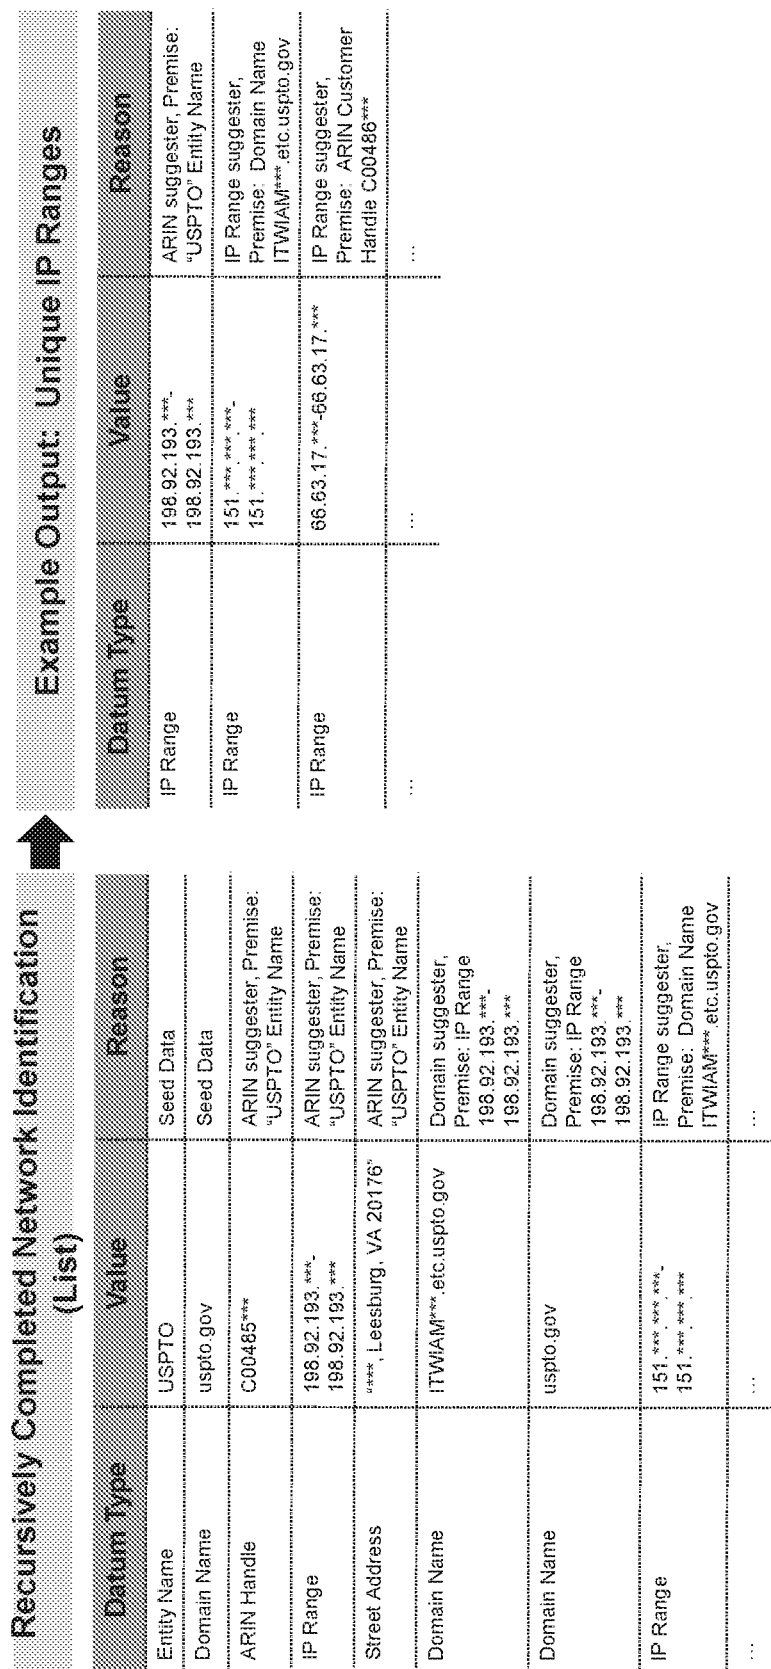 Recursively Completed Network Identification
(List)
Datum Type Value Reason
Entity Name USPTO Seed Data
Domain Name uspto.gov Seed Data
ARIN Handle C00485*** ARIN suggester, Premise:
"USPTO" Entity Name
IP Range 198.92.193.***- ARIN suggester, Premise:
198.92.193.*** "USPTO" Entity Name
Street Address "***, Leesburg, VA 20176" ARIN suggester, Premise:
"USPTO" Entity Name
Domain Name ITWIAM***.etc.uspto.gov Domain suggester,
Premise: IP Range
198.92.193.***-
198.92.193.***
Domain Name uspto.gov Domain suggester,
Premise: IP Range
198.92.193.***-
198.92.193.***
IP Range 151.***.***.***- IP Range suggester,
151.***.***.*** Premise: Domain Name
ITWIAM***.etc.uspto.gov
... ... ...
Example Output: Unique IP Ranges
Datum Type Value Reason
IP Range 198.92.193.***- ARIN suggester, Premise:
198.92.193.*** "USPTO" Entity Name
IP Range 151.***.***.***- IP Range suggester,
151.***.***.*** Premise: Domain Name
ITWIAM***.etc.uspto.gov
IP Range 66.63.17.***-66.63.17.*** IP Range suggester,
Premise: ARIN Customer
Handle C00486***
... ... ...